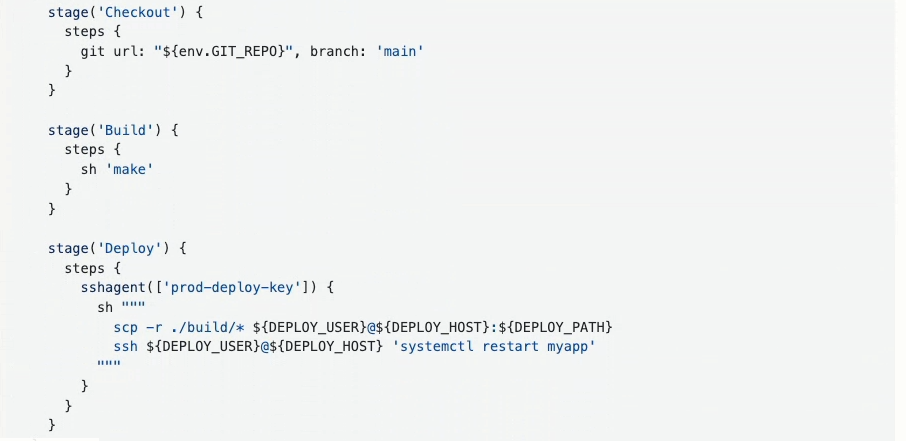 stage('Checkout') {
steps {
git url: "${env.GIT_REPO}", branch: 'main'
}
}
stage('Build') {
steps {
sh 'make'
}
}
stage('Deploy') {
steps {
sshagent(['prod-deploy-key']) {
sh """
scp -r ./build/* ${DEPLOY_USER}@${DEPLOY_HOST}:${DEPLOY_PATH}
ssh ${DEPLOY_USER}@${DEPLOY_HOST} 'systemctl restart myapp'
"""
}
}
}